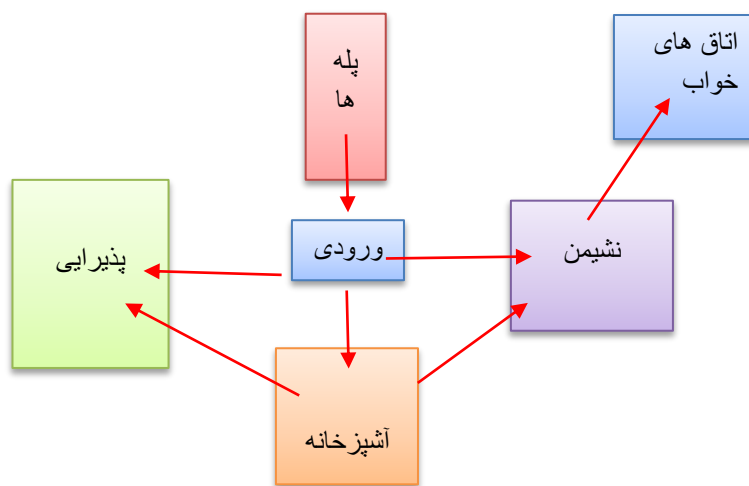 پله
ها
اتاق های
خواب
ورودی
نشیمن
پذیرایی
آشپزخانه